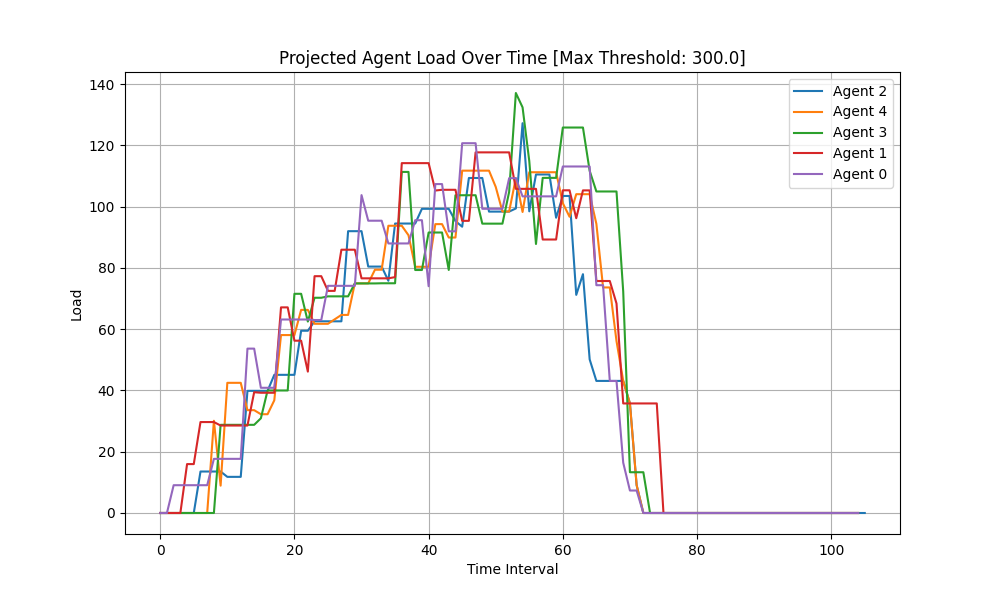 Projected Agent Load Over Time [Max Threshold: 300.0]
140
120
100
80
60
40
20
0
Load
Agent 2
Agent 4
Agent 3
Agent 1
Agent 0
0 20 40 60 80 100
Time Interval